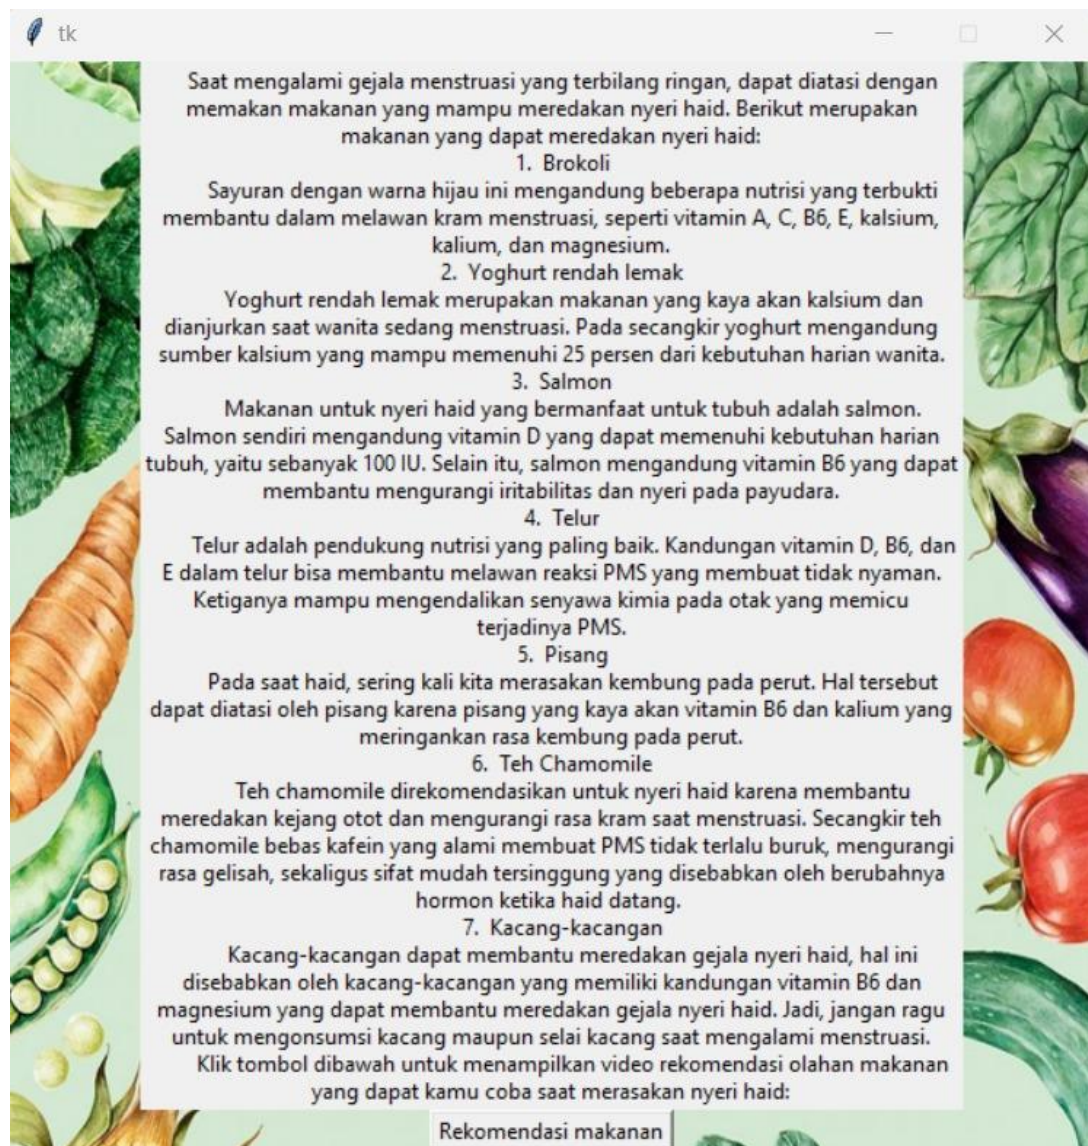 tk
Saat mengalami gejala menstruasi yang terbilang ringan, dapat diatasi dengan
memakan makanan yang mampu meredakan nyeri haid. Berikut merupakan
makanan yang dapat meredakan nyeri haid:
1. Brokoli
Sayuran dengan warna hijau ini mengandung beberapa nutrisi yang terbukti
membantu dalam melawan kram menstruasi, seperti vitamin A, C, B6, E, kalsium,
kalium, dan magnesium.
2. Yoghurt rendah lemak
Yoghurt rendah lemak merupakan makanan yang kaya akan kalsium dan
dianjurkan saat wanita sedang menstruasi. Pada secangkir yoghurt mengandung
sumber kalsium yang mampu memenuhi 25 persen dari kebutuhan harian wanita.
3. Salmon
Makanan untuk nyeri haid yang bermanfaat untuk tubuh adalah salmon.
Salmon sendiri mengandung vitamin D yang dapat memenuhi kebutuhan harian
tubuh, yaitu sebanyak 100 IU. Selain itu, salmon mengandung vitamin B6 yang dapat
membantu mengurangi iritabilitas dan nyeri pada payudara.
4. Telur
Telur adalah pendukung nutrisi yang paling baik. Kandungan vitamin D, B6, dan
E dalam telur bisa membantu melawan reaksi PMS yang membuat tidak nyaman.
Ketiganya mampu mengendalikan senyawa kimia pada otak yang memicu
terjadinya PMS.
5. Pisang
Pada saat haid, sering kali kita merasakan kembung pada perut. Hal tersebut
dapat diatasi oleh pisang karena pisang yang kaya akan vitamin B6 dan kalium yang
meringankan rasa kembung pada perut.
6. Teh Chamomile
Teh chamomile direkomendasikan untuk nyeri haid karena membantu
meredakan kejang otot dan mengurangi rasa kram saat menstruasi. Secangkir teh
chamomile bebas kafein yang alami membuat PMS tidak terlalu buruk, mengurangi
rasa gelisah, sekaligus sifat mudah tersinggung yang disebabkan oleh berubahnya
hormon ketika haid datang.
7. Kacang-kacangan
Kacang-kacangan dapat membantu meredakan gejala nyeri haid, hal ini
disebabkan oleh kacang-kacangan yang memiliki kandungan vitamin B6 dan
magnesium yang dapat membantu meredakan gejala nyeri haid. Jadi, jangan ragu
untuk mengonsumsi kacang maupun selai kacang saat mengalami menstruasi.
Klik tombol dibawah untuk menampilkan video rekomendasi olahan makanan
yang dapat kamu coba saat merasakan nyeri haid:
Rekomendasi makanan